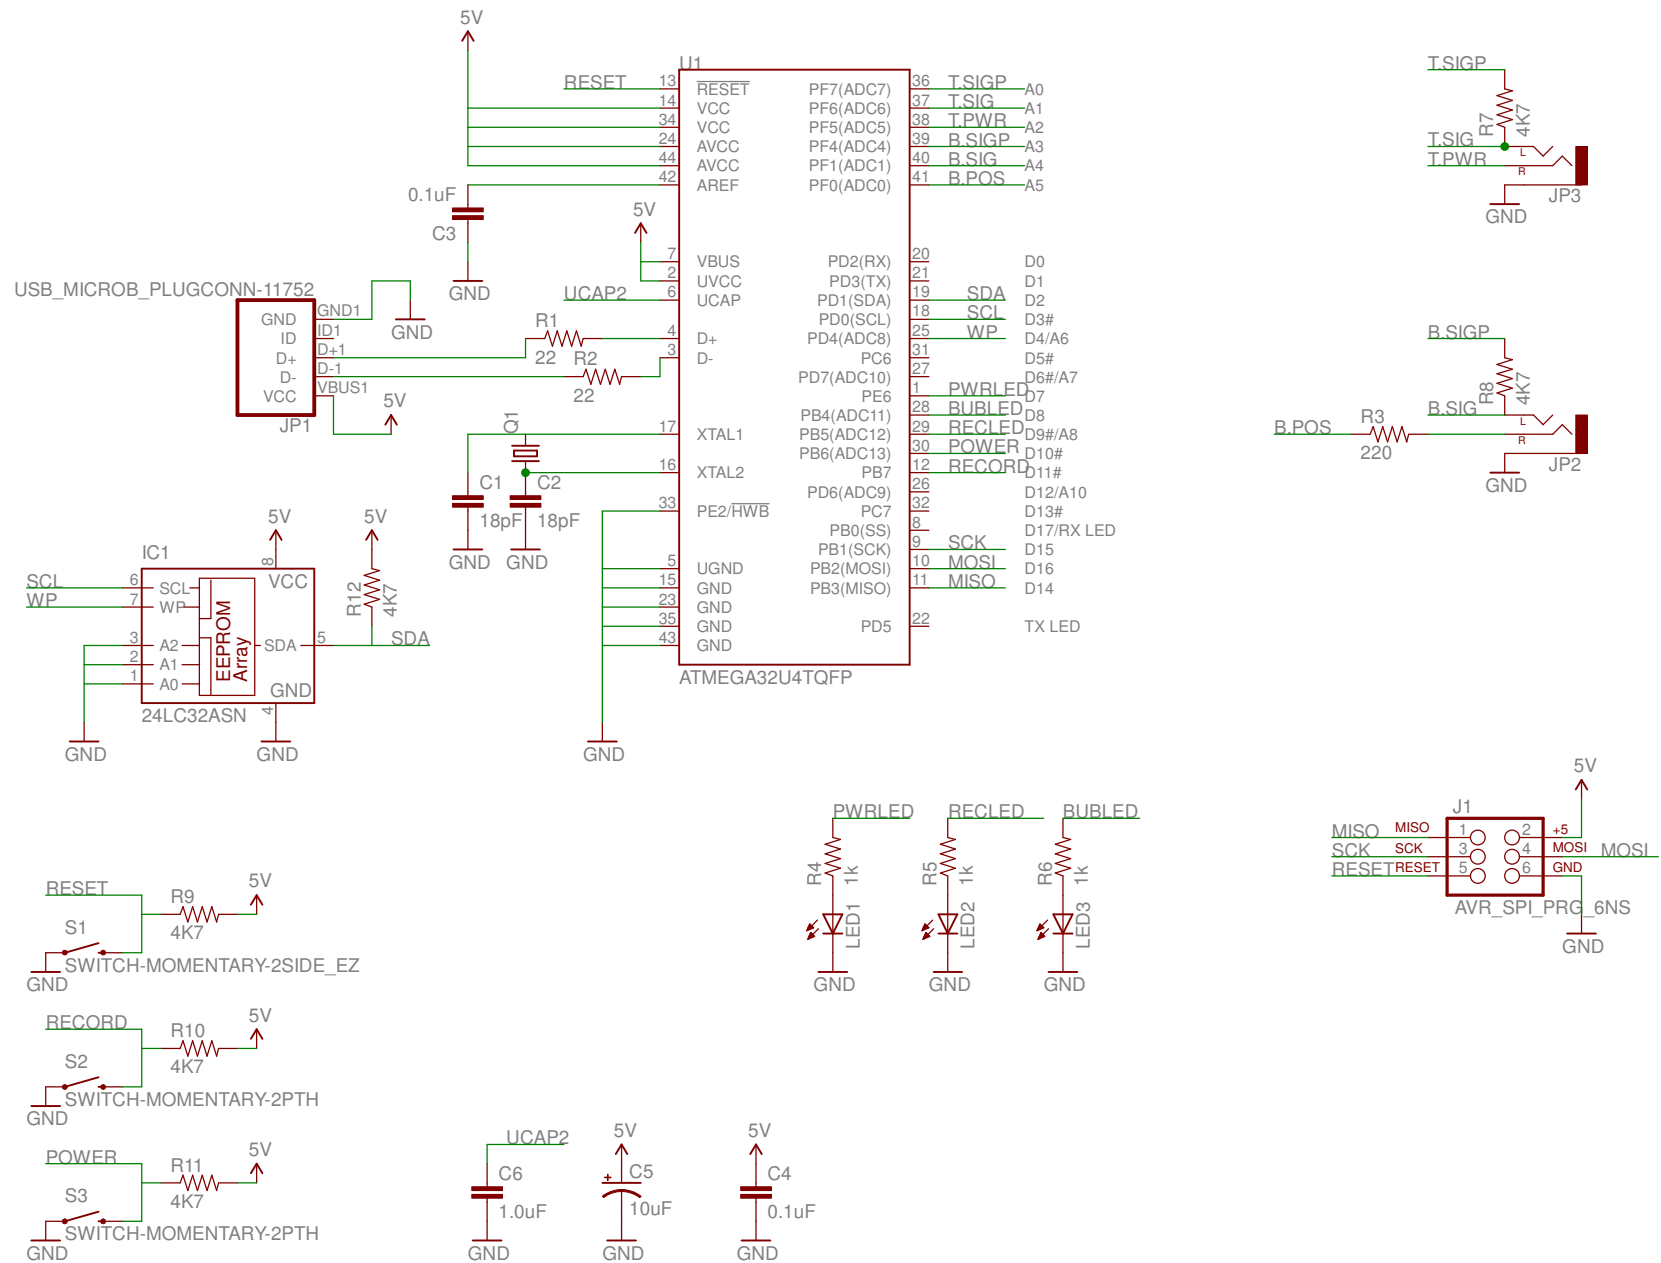 5V
U1
RESET 13 RESET
14 VCC
34 VCC
24 AVCC
44 AVCC
42 AREF
7 VBUS
2 UVCC
6 UCAP
4 D+
3 D-
17 XTAL1
16 XTAL2
33 PE2/HWB
5 UGND
15 GND
23 GND
35 GND
43 GND
PF7(ADC7) 36 T.SIGP A0
PF6(ADC6) 37 T.SIG A1
PF5(ADC5) 38 T.PWR A2
PF4(ADC4) 39 B.SIGP A3
PF1(ADC1) 40 B.SIG A4
PF0(ADC0) 41 B.POS A5
PD2(RX) 20 D0
PD3(TX) 21 D1
PD1(SDA) 19 SDA D2
PD0(SCL) 18 SCL D3#
PD4(ADC8) 25 WP D4/A6
PC6 31 D5#
PD7(ADC10) 27 D6#/A7
PE6 1 PWRLED D7
PB4(ADC11) 28 BUBLED D8
PB5(ADC12) 29 RECLED D9#/A8
PB6(ADC13) 30 POWER D10#
PB7 12 RECORD D11#
PD6(ADC9) 26 D12/A10
PC7 32 D13#
PB0(SS) 8 D17/RX LED
PB1(SCK) 9 SCK D15
PB2(MOSI) 10 MOSI D16
PB3(MISO) 11 MISO D14
PD5 22 TX LED
ATMEGA32U4TQFP
0.1uF
C3
GND
5V
UCAP2
USB_MICROB_PLUGCONN-11752
GND GND1
ID ID1
D+ D+1
D- D-1
VCC VBUS1
JP1
GND
5V
R1
22
R2
22
Q1
C1
18pF
C2
18pF
GND
GND
GND
5V
5V
IC1
8
VCC
SCL 6 SCL
WP 7 WP
3 A2
2 A1
1 A0
EEPROM
Array
SDA 5 SDA
R12
4K7
GND
4
24LC32ASN
GND
GND
T.SIGP
R7
4K7
T.SIG
T.PWR
L
R
GND
JP3
B.SIGP
R8
4K7
B.SIG
B.POS
R3
220
L
R
GND
JP2
5V
J1
MISO MISO 1 2 +5
SCK SCK 3 4 MOSI MOSI
RESET RESET 5 6 GND
AVR_SPI_PRG_6NS
GND
PWRLED
R4
1k
LED1
GND
RECLED
R5
1k
LED2
GND
BUBLED
R6
1k
LED3
GND
RESET
R9
4K7
5V
S1
SWITCH-MOMENTARY-2SIDE_EZ
GND
RECORD
R10
4K7
5V
S2
SWITCH-MOMENTARY-2PTH
GND
POWER
R11
4K7
5V
S3
SWITCH-MOMENTARY-2PTH
GND
UCAP2
C6
1.0uF
GND
5V
+
C5
10uF
GND
5V
C4
0.1uF
GND